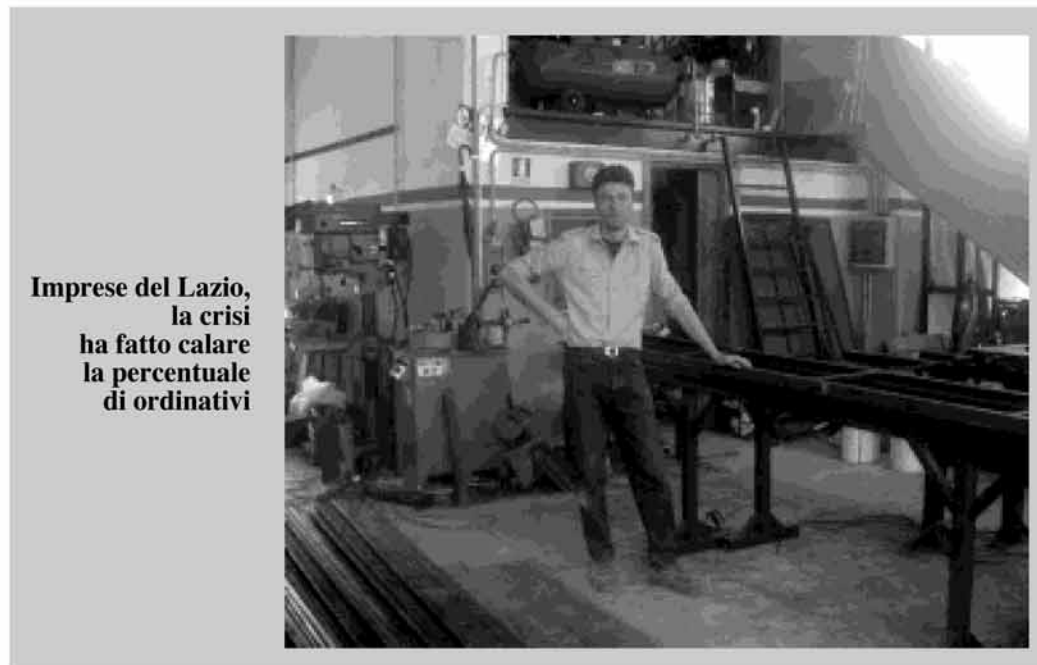 Imprese del Lazio,
la crisi
ha fatto calare
la percentuale
di ordinativi